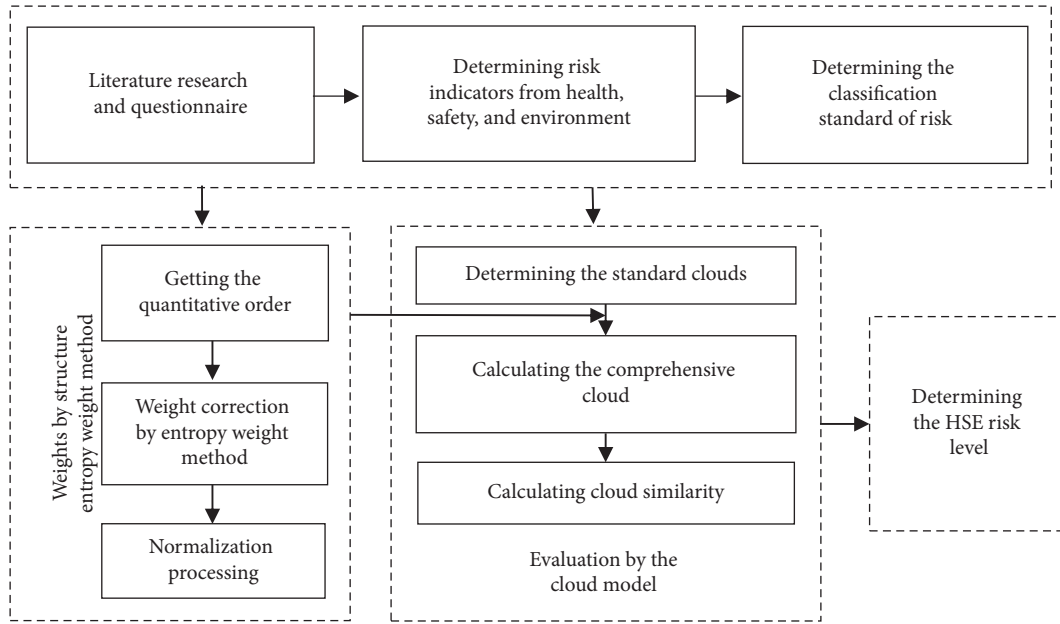 Literature research
and questionnaire
Determining risk
indicators from health,
safety, and environment
Determining the
classification
standard of risk
Weights by structure
entropy weight method
Getting the
quantitative order
Weight correction
by entropy weight
method
Normalization
processing
Determining the standard clouds
Calculating the comprehensive
cloud
Calculating cloud similarity
Evaluation by the
cloud model
Determining
the HSE risk
level